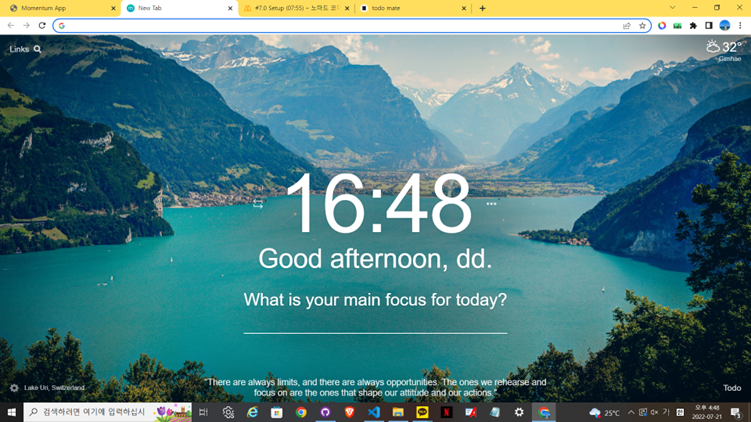 Momentum App
New Tab
#7.0 Setup (07:55) – 노마드 코
todo mate
Links
32°
Gimhae
16:48
Good afternoon, dd.
What is your main focus for today?
"There are always limits, and there are always opportunities. The ones we rehearse and
focus on are the ones that shape our attitude and our actions."
Lake Uri, Switzerland
Todo
검색하려면 여기에 입력하십시
25°C
가
오후 4:48
2022-07-21
3